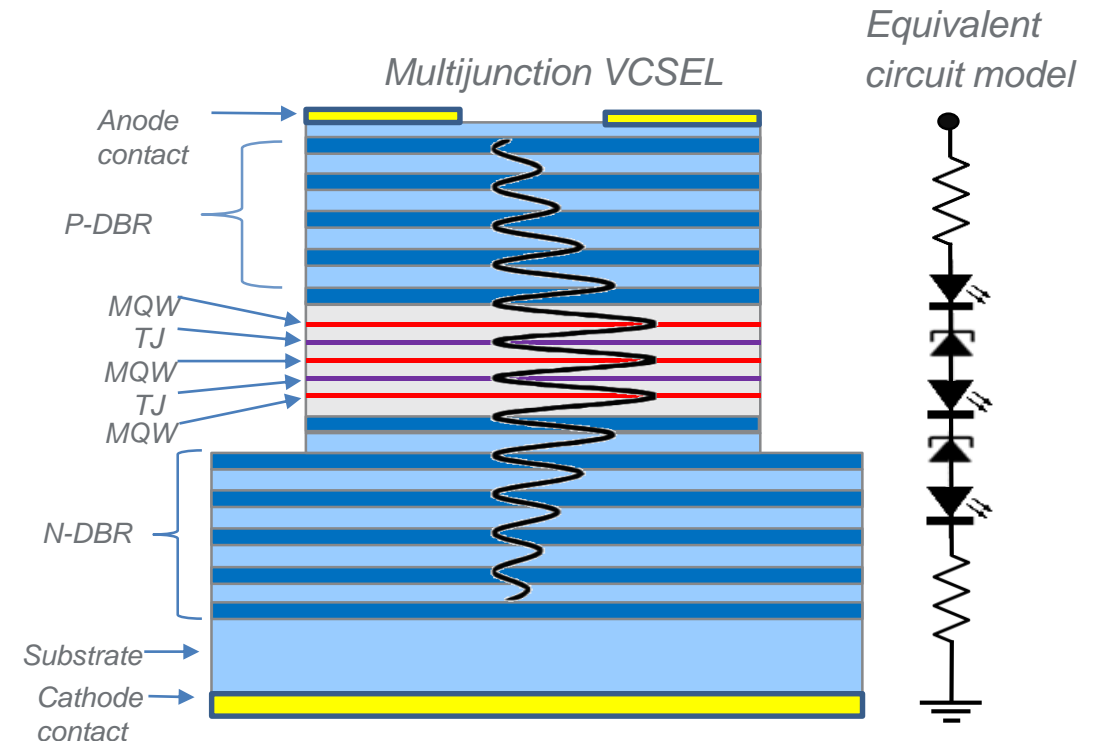 Equivalent
circuit model
Multijunction VCSEL
Anode
contact
P-DBR
MQW
TJ
MQW
TJ
MQW
N-DBR
Substrate
Cathode
contact